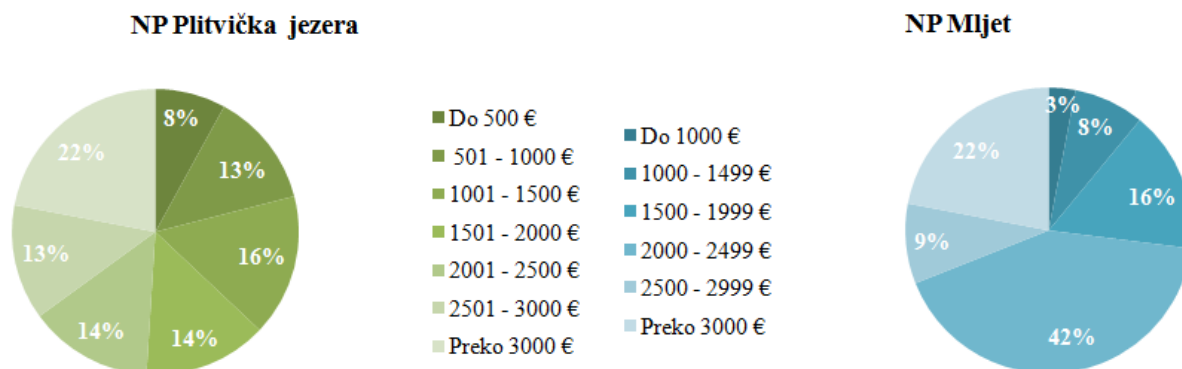 NP Plitvička jezera
8%
13%
16%
14%
14%
13%
22%
Do 500 €
501 - 1000 €
1001 - 1500 €
1501 - 2000 €
2001 - 2500 €
2501 - 3000 €
Preko 3000 €
NP Mljet
Do 1000 €
1000 - 1499 €
1500 - 1999 €
2000 - 2499 €
2500 - 2999 €
Preko 3000 €
3%
8%
16%
42%
9%
22%